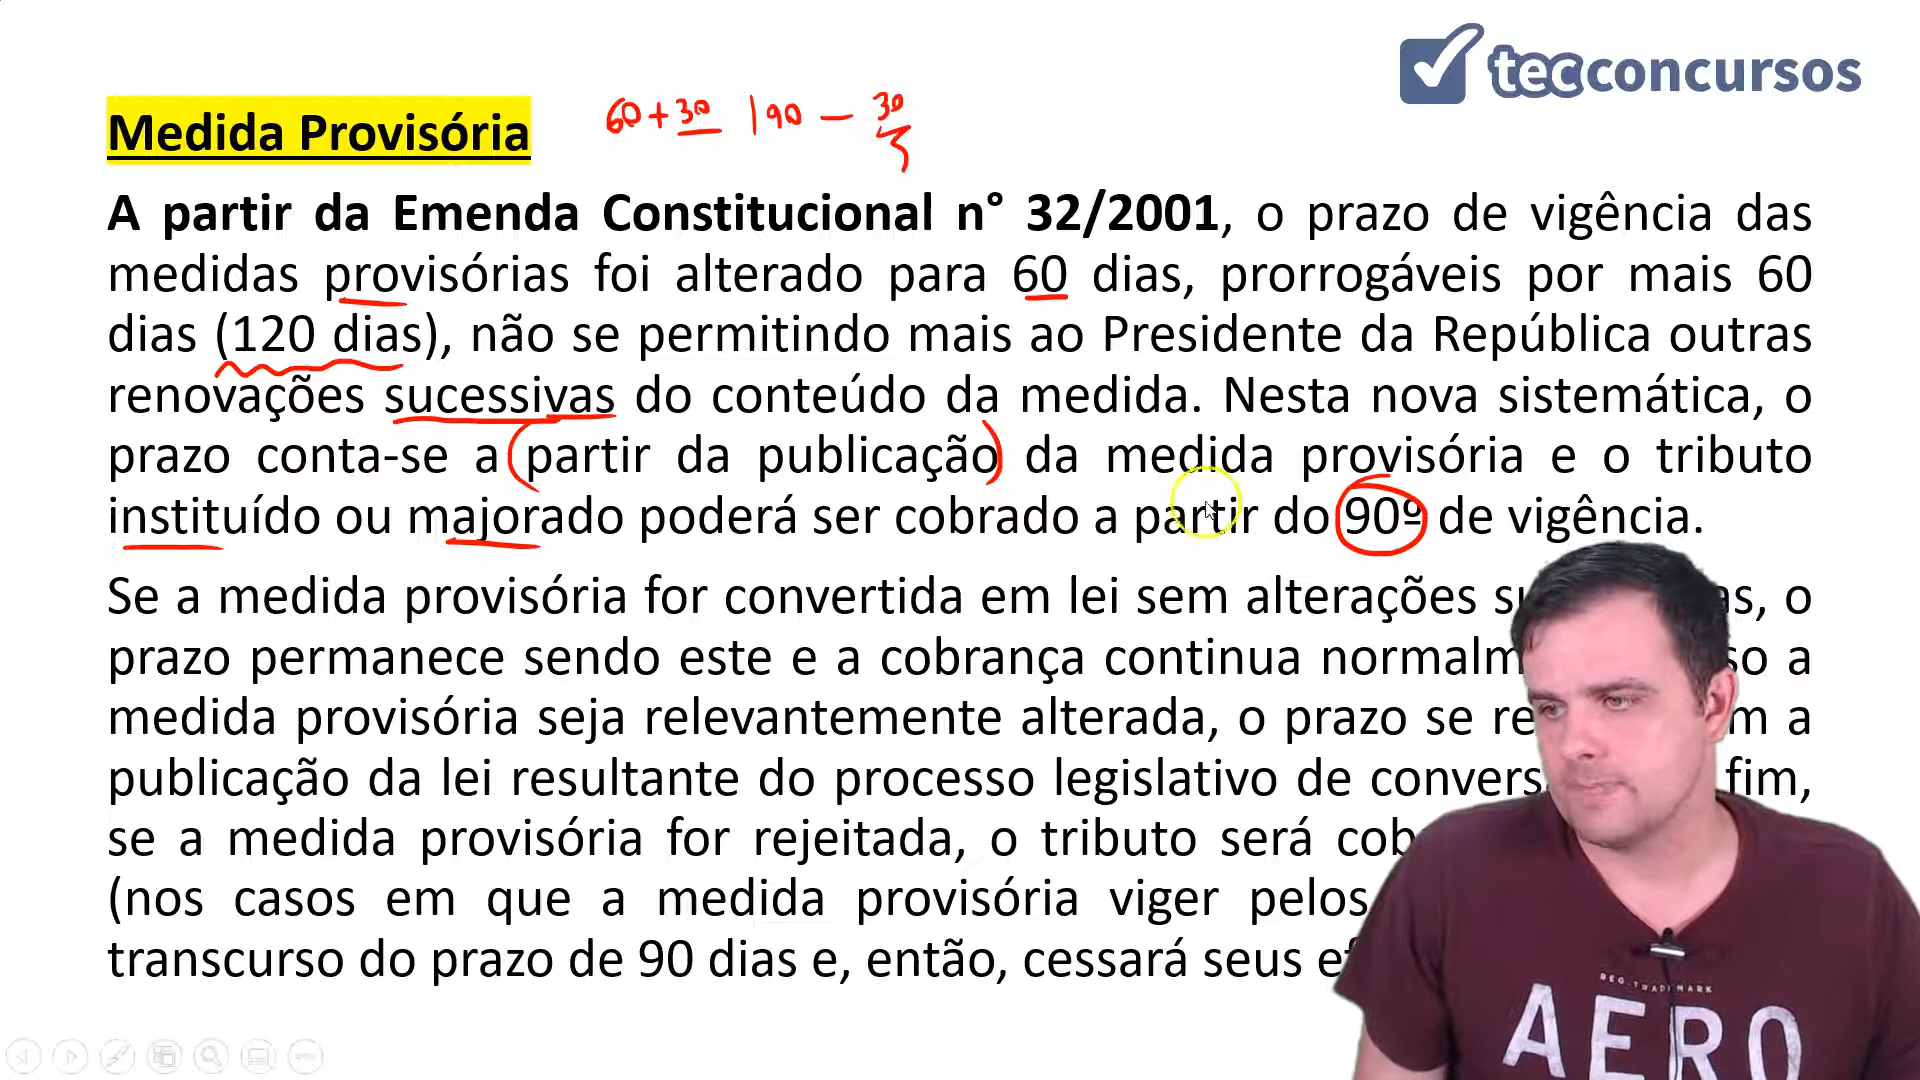 tecconcursos
Medida Provisória 60+30 | 90 — 30
A partir da Emenda Constitucional n° 32/2001, o prazo de vigência das
medidas provisórias foi alterado para 60 dias, prorrogáveis por mais 60
dias (120 dias), não se permitindo mais ao Presidente da República outras
renovações sucessivas do conteúdo da medida. Nesta nova sistemática, o
prazo conta-se a (partir da publicação) da medida provisória e o tributo
instituído ou majorado poderá ser cobrado a partir do 90º de vigência.
Se a medida provisória for convertida em lei sem alterações o
prazo permanece sendo este e a cobrança continua a
medida provisória seja relevantemente alterada, o prazo se a
publicação da lei resultante do processo legislativo de fim,
se a medida provisória for rejeitada, o tributo será
(nos casos em que a medida provisória viger pelos
transcurso do prazo de 90 dias e, então, cessará seus
REG. TRADEMARK
AERO